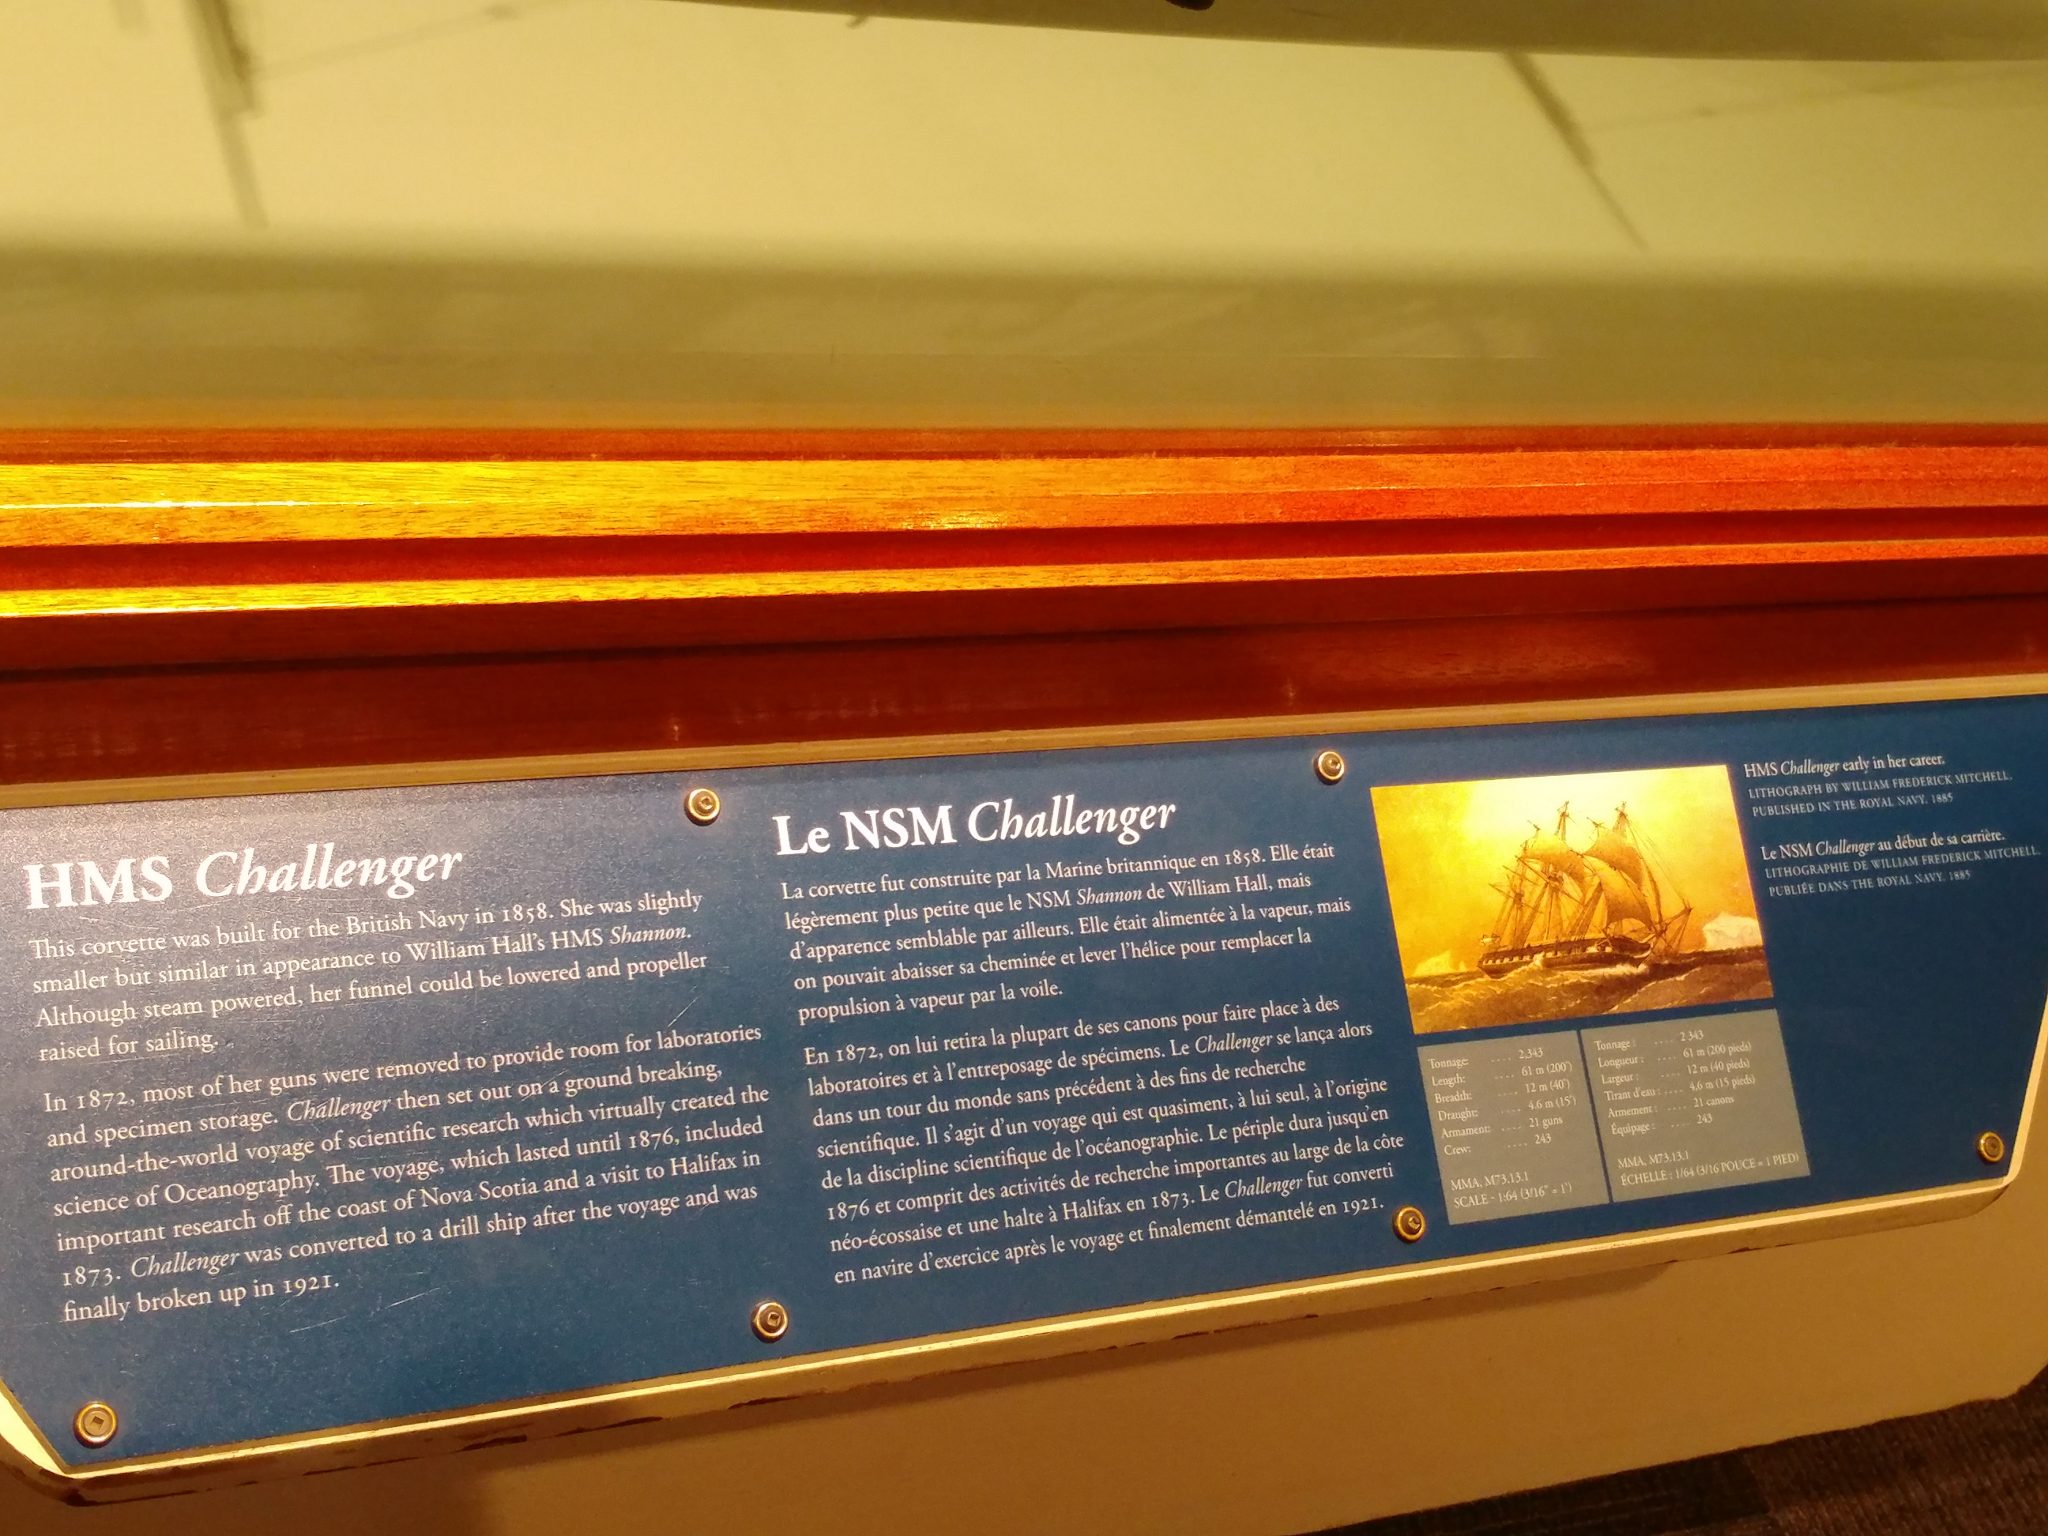 HMS Challenger
This corvette was built for the British Navy in 1858. She was slightly
smaller but similar in appearance to William Hall's HMS Shannon.
Although steam powered, her funnel could be lowered and propeller
raised for sailing.
In 1872, most of her guns were removed to provide room for laboratories
and specimen storage. Challenger then set out on a ground breaking,
around-the-world voyage of scientific research which virtually created the
science of Oceanography. The voyage, which lasted until 1876, included
important research off the coast of Nova Scotia and a visit to Halifax in
1873. Challenger was converted to a drill ship after the voyage and was
finally broken up in 1921.
Le NSM Challenger
La corvette fut construite par la Marine britannique en 1858. Elle était
légèrement plus petite que le NSM Shannon de William Hall, mais
d'apparence semblable par ailleurs. Elle était alimentée à la vapeur, mais
on pouvait abaisser sa cheminée et lever l'hélice pour remplacer la
propulsion à vapeur par la voile.
En 1872, on lui retira la plupart de ses canons pour faire place à des
laboratoires et à l'entreposage de spécimens. Le Challenger se lança alors
dans un tour du monde sans précédent à des fins de recherche
scientifique. Il s'agit d'un voyage qui est quasiment, à lui seul, à l'origine
de la discipline scientifique de l'océanographie. Le périple dura jusqu'en
1876 et comprit des activités de recherche importantes au large de la côte
néo-écossaise et une halte à Halifax en 1873. Le Challenger fut converti
en navire d'exercice après le voyage et finalement démantelé en 1921.
HMS Challenger early in her career.
LITHOGRAPH BY WILLIAM FREDERICK MITCHELL.
PUBLISHED IN THE ROYAL NAVY. 1885
Le NSM Challenger au début de sa carrière.
LITHOGRAPHIE DE WILLIAM FREDERICK MITCHELL.
PUBLIÉE DANS THE ROYAL NAVY. 1885
Tonnage: ..... 2,343
Length: ..... 61 m (200')
Breadth: ..... 12 m (40')
Draught: ..... 4.6 m (15')
Armament: ..... 21 guns
Crew: ..... 243
MMA, M73.13.1
SCALE - 1:64 (3/16" = 1')
Tonnage : ..... 2 343
Longueur : ..... 61 m (200 pieds)
Largeur : ..... 12 m (40 pieds)
Tirant d'eau : ..... 4,6 m (15 pieds)
Armement : ..... 21 canons
Équipage : ..... 243
MMA, M73.13.1
ÉCHELLE : 1/64 (3/16 POUCE = 1 PIED)